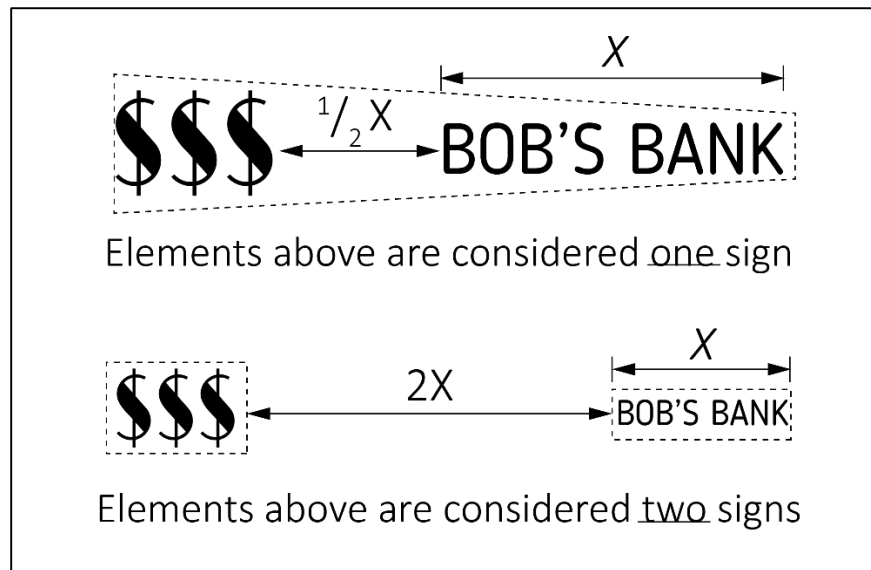 X
$$$ 1/2 X BOB'S BANK
Elements above are considered one sign
X
$$$ 2X BOB'S BANK
Elements above are considered two signs